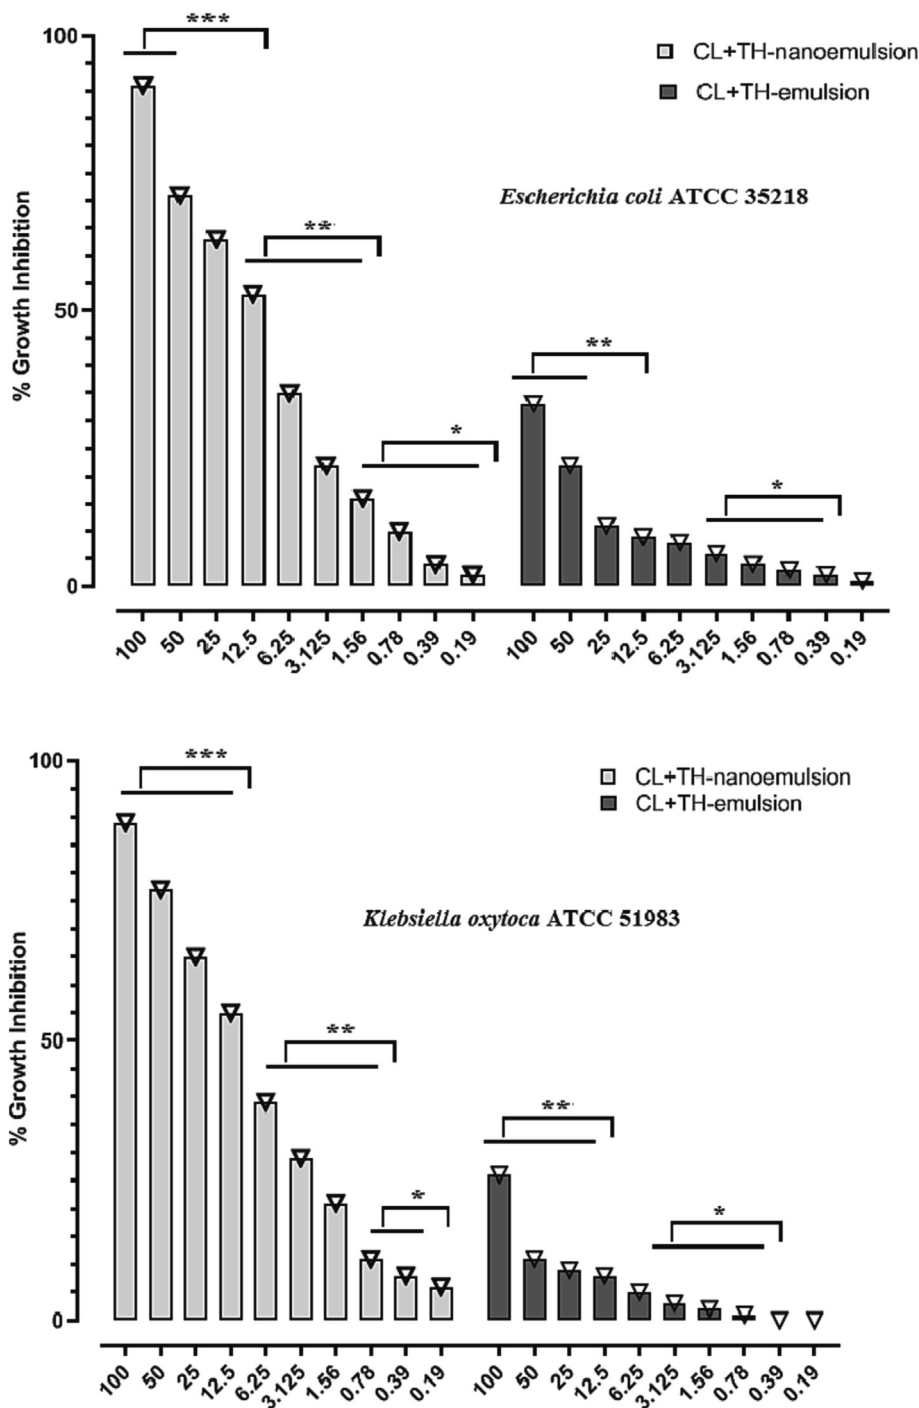 100
***
CL+TH-nanoemulsion
CL+TH-emulsion
Escherichia coli ATCC 35218
% Growth Inhibition
**
50
**
*
*
0
100 50 25 12.5 6.25 3.125 1.56 0.78 0.39 0.19 100 50 25 12.5 6.25 3.125 1.56 0.78 0.39 0.19
100
***
CL+TH-nanoemulsion
CL+TH-emulsion
Klebsiella oxytoca ATCC 51983
% Growth Inhibition
50
**
**
*
*
0
100 50 25 12.5 6.25 3.125 1.56 0.78 0.39 0.19 100 50 25 12.5 6.25 3.125 1.56 0.78 0.39 0.19